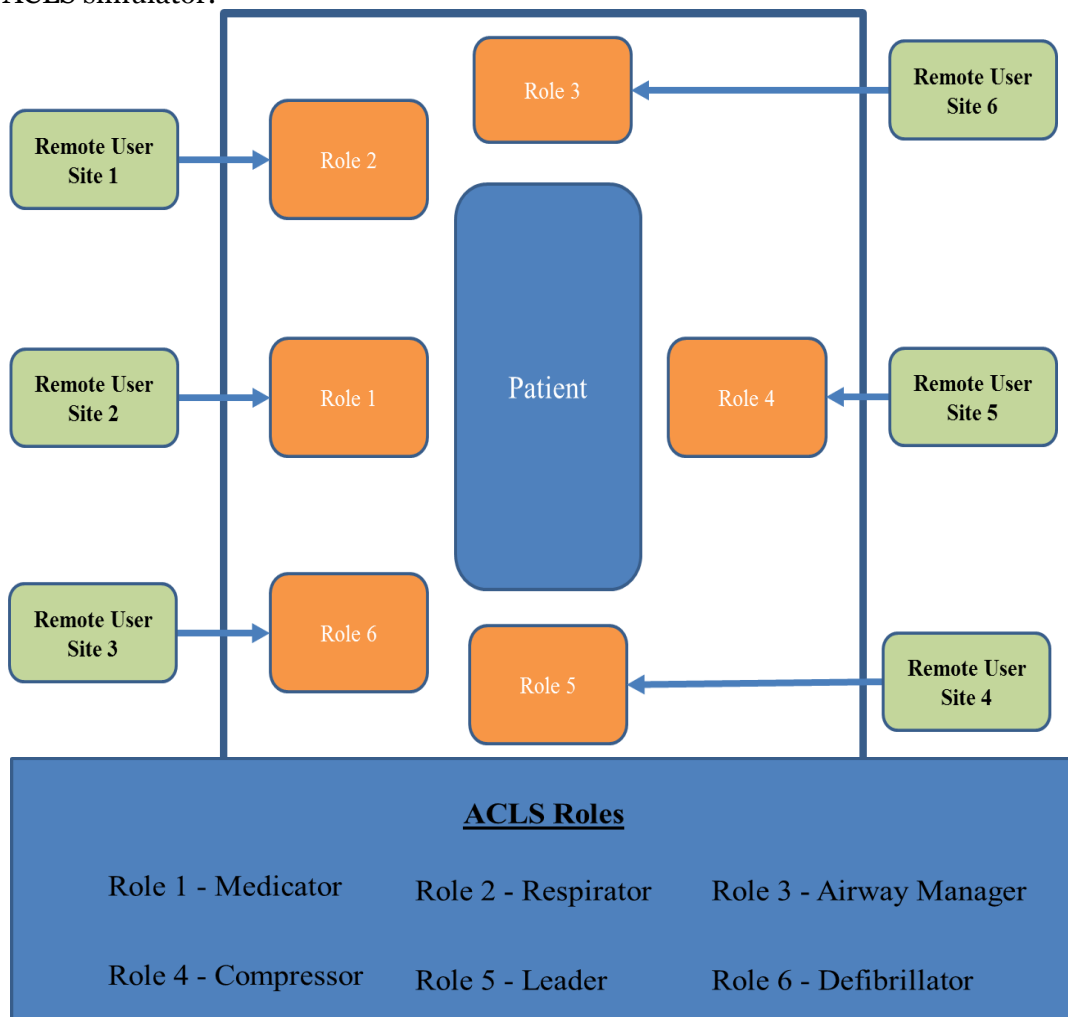 ACLS simulator.
Role 3
Remote User
Site 6
Remote User
Site 1
Role 2
Remote User
Site 2
Role 1
Patient
Role 4
Remote User
Site 5
Remote User
Site 3
Role 6
Role 5
Remote User
Site 4
ACLS Roles
Role 1 - Medicator
Role 2 - Respirator
Role 3 - Airway Manager
Role 4 - Compressor
Role 5 - Leader
Role 6 - Defibrillator